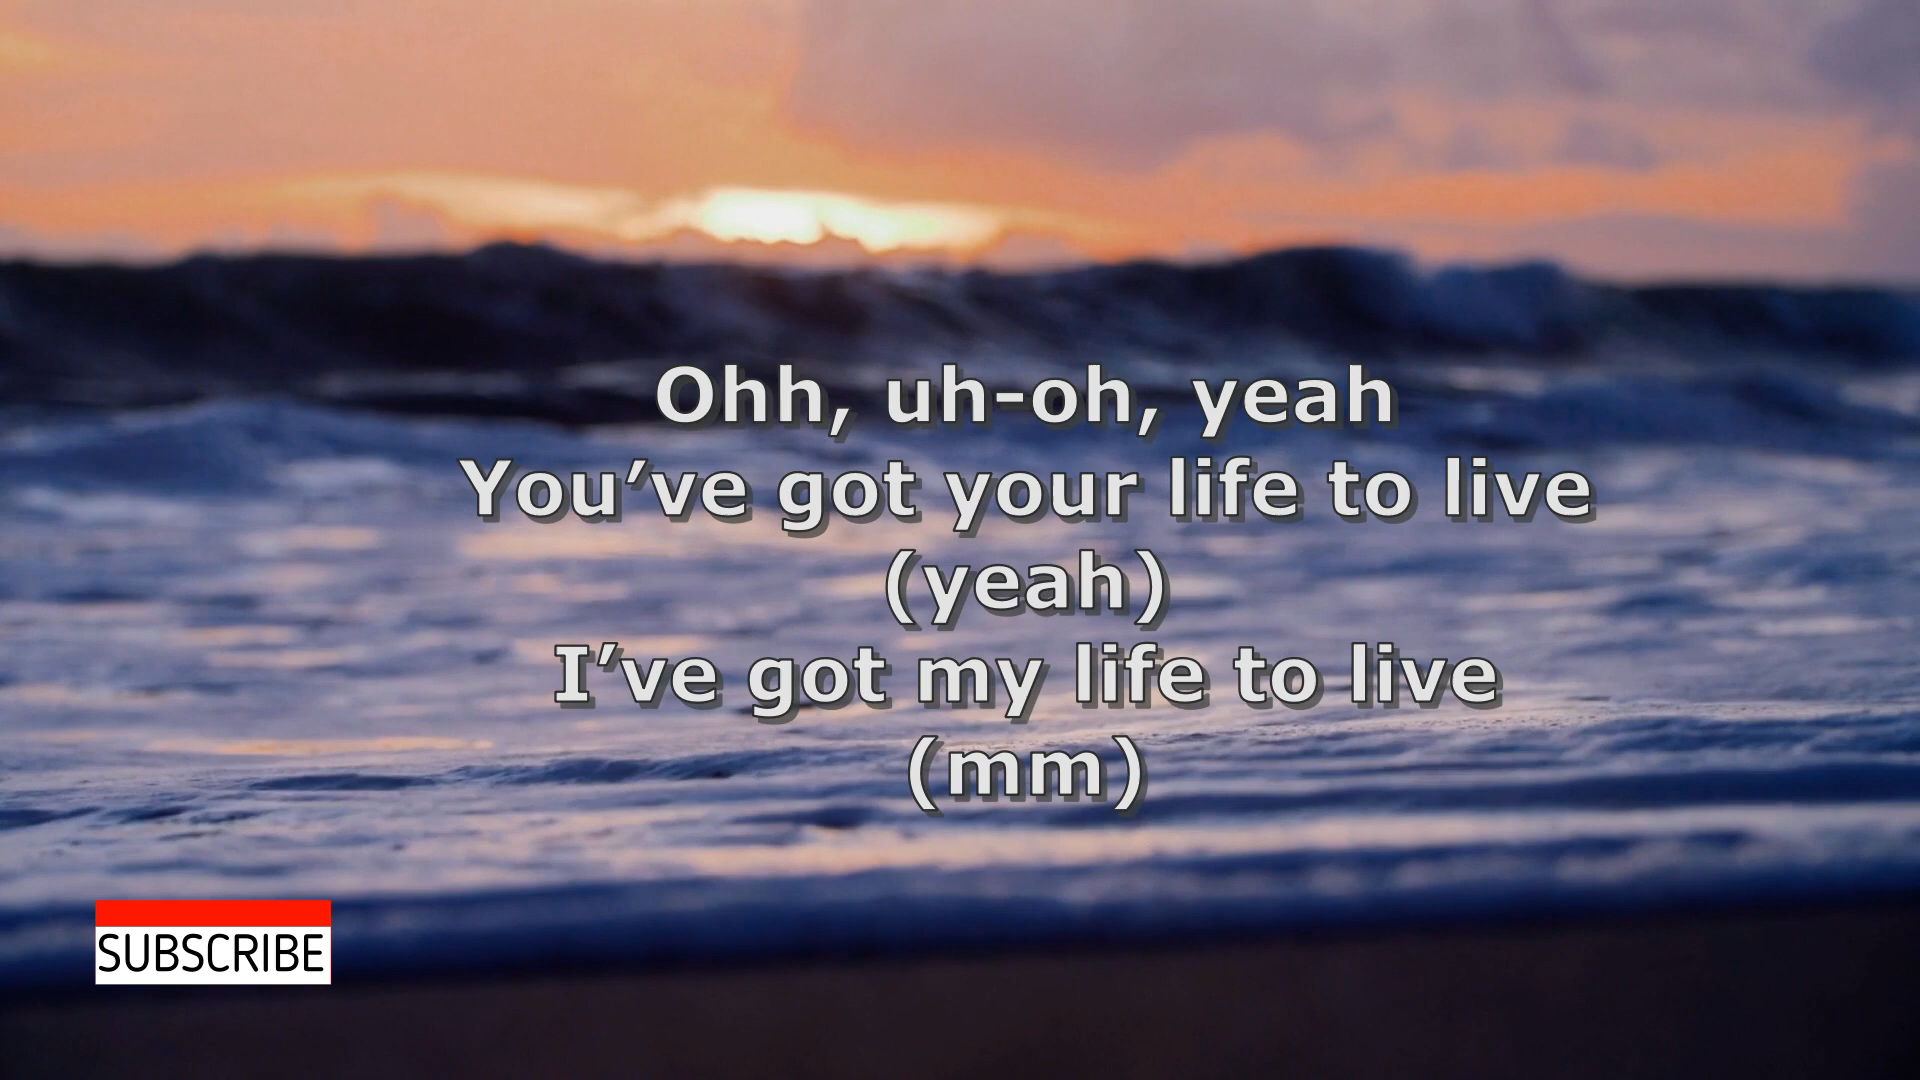 Ohh, uh-oh, yeah
You’ve got your life to live
(yeah)
I’ve got my life to live
(mm)
SUBSCRIBE